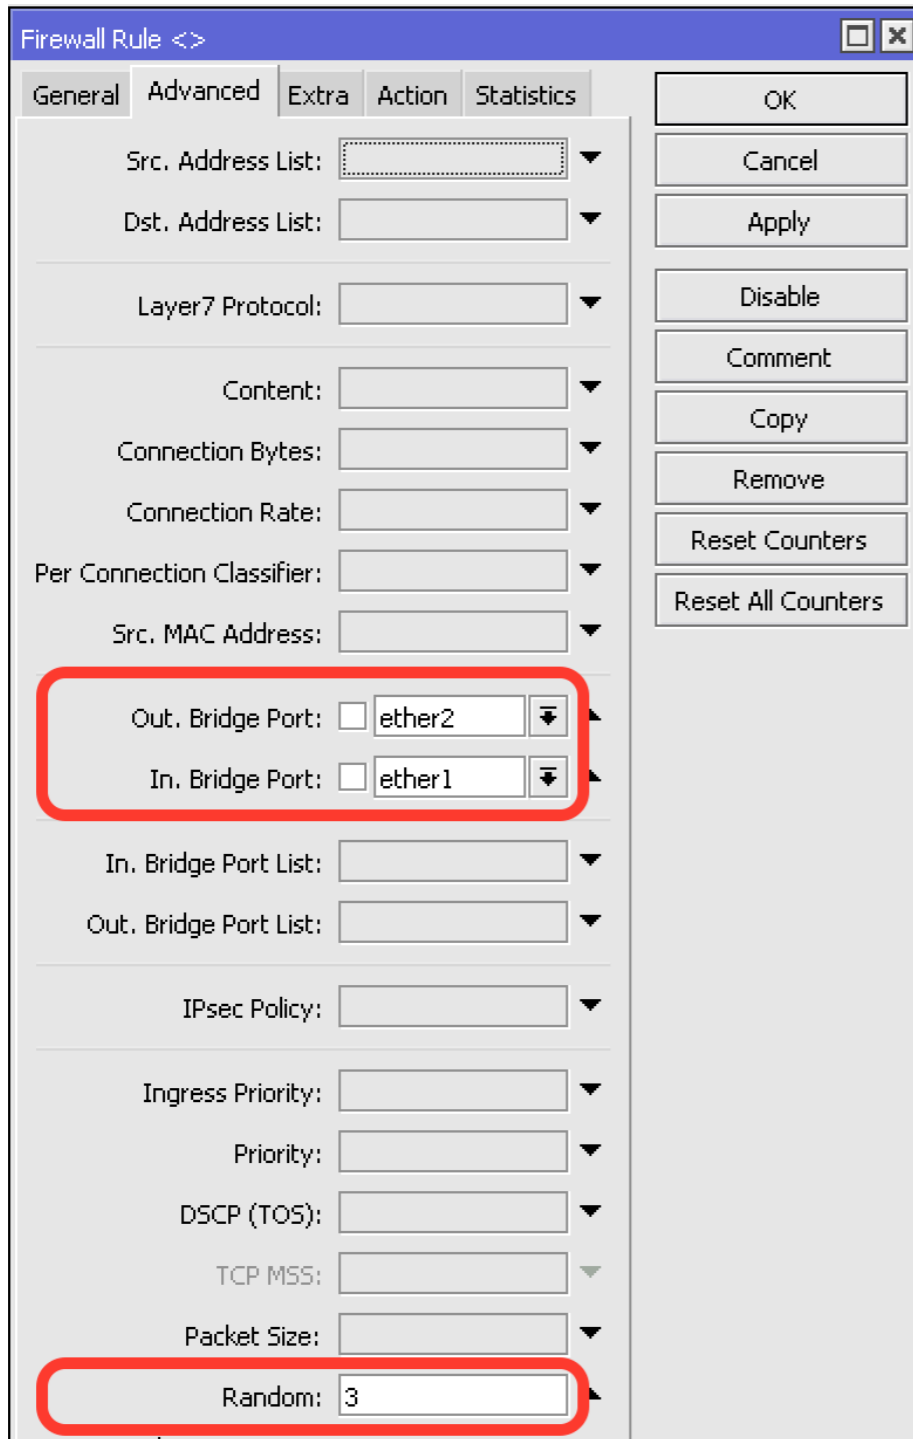 Firewall Rule <>
General Advanced Extra Action Statistics
OK
Cancel
Apply
Disable
Comment
Copy
Remove
Reset Counters
Reset All Counters
Src. Address List:
Dst. Address List:
Layer7 Protocol:
Content:
Connection Bytes:
Connection Rate:
Per Connection Classifier:
Src. MAC Address:
Out. Bridge Port: ether2
In. Bridge Port: ether1
In. Bridge Port List:
Out. Bridge Port List:
IPsec Policy:
Ingress Priority:
Priority:
DSCP (TOS):
TCP MSS:
Packet Size:
Random: 3